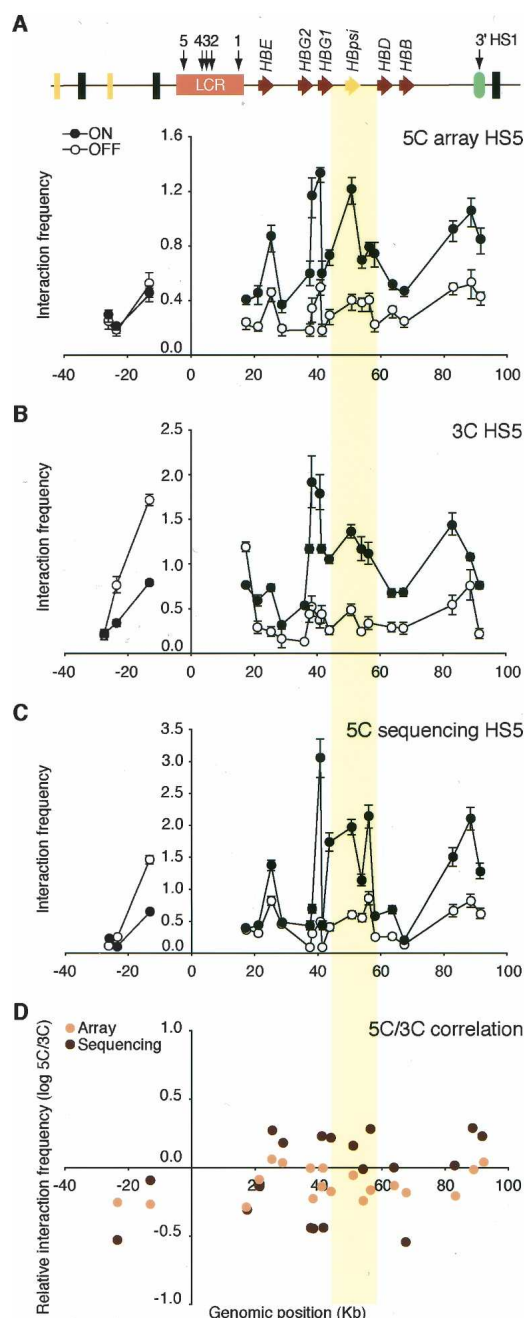 A
5 4 3 2 1
HBE HBG2 HBG1 HBpsi HBD HBB
3' HS1
LCR
ON
OFF
5C array HS5
Interaction frequency
1.6
1.2
0.8
0.4
0.0
-40 -20 0 20 40 60 80 100
B
3C HS5
Interaction frequency
2.5
2.0
1.5
1.0
0.5
0.0
-40 -20 0 20 40 60 80 100
C
5C sequencing HS5
Interaction frequency
3.5
3.0
2.5
2.0
1.5
1.0
0.5
0.0
-40 -20 0 20 40 60 80 100
D
Array
Sequencing
5C/3C correlation
Relative interaction frequency (log 5C/3C)
1.0
0.5
0.0
-0.5
-1.0
-40 -20 0 20 40 60 80 100
Genomic position (Kb)